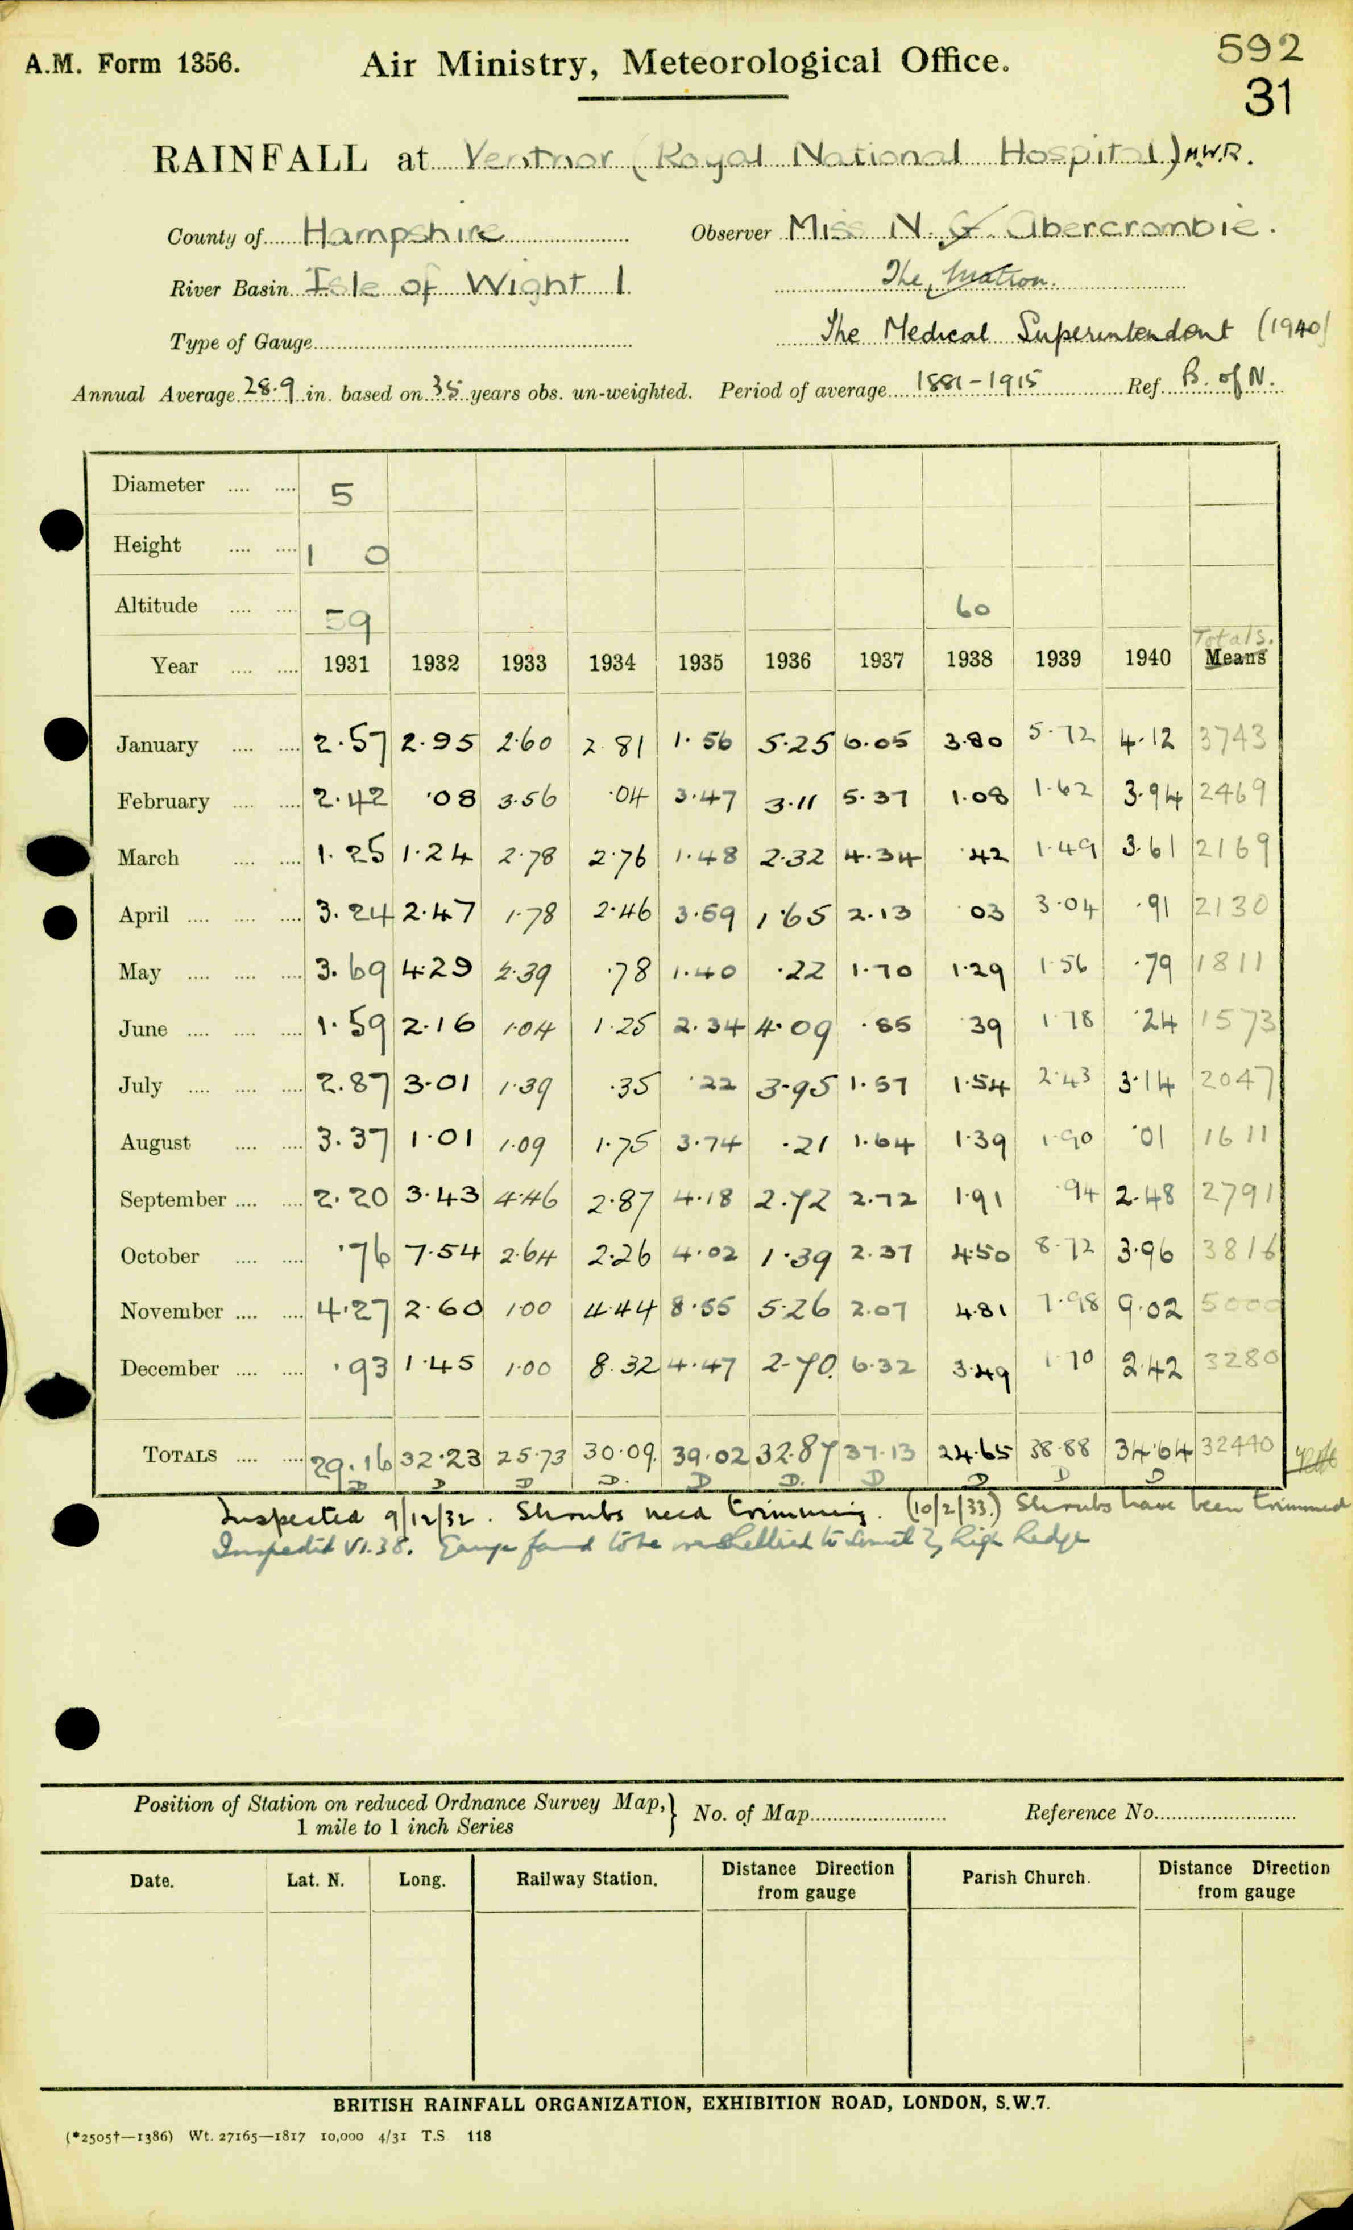 A.M. Form 1356.
Air Ministry, Meteorological Office.
592
31
RAINFALL at Ventnor (Royal National Hospital) M.W.R.
County of Hampshire Observer Miss N. G. Abercrombie.
River Basin Isle of Wight 1 The Matron.
Type of Gauge The Medical Superintendent (1940)
Annual Average 28.9 in. based on 35 years obs. un-weighted. Period of average 1881-1915 Ref. B. of N.
Diameter 5
Height 1 0
Altitude 59 60
Totals.
Year 1931 1932 1933 1934 1935 1936 1937 1938 1939 1940 Means
January 2.57 2.95 2.60 2.81 1.56 5.25 6.05 3.80 5.72 4.12 3743
February 2.42 .08 3.56 .04 3.47 3.11 5.37 1.08 1.62 3.94 2469
March 1.25 1.24 2.78 2.76 1.48 2.32 4.34 .42 1.49 3.61 2169
April 3.24 2.47 1.78 2.46 3.59 1.65 2.13 .03 3.04 .91 2130
May 3.69 4.29 2.39 .78 1.40 .22 1.70 1.29 1.56 .79 1811
June 1.59 2.16 1.04 1.25 2.34 4.09 .85 .39 1.78 .24 1573
July 2.87 3.01 1.39 .35 .22 3.95 1.57 1.54 2.43 3.14 2047
August 3.37 1.01 1.09 1.75 3.74 .21 1.64 1.39 1.90 .01 1611
September 2.20 3.43 4.46 2.87 4.18 2.72 2.72 1.91 .94 2.48 2791
October .76 7.54 2.64 2.26 4.02 1.39 2.37 4.50 8.72 3.96 3816
November 4.27 2.60 1.00 4.44 8.55 5.26 2.07 4.81 7.98 9.02 5000
December .93 1.45 1.00 8.32 4.47 2.70 6.32 3.49 1.70 2.42 3280
TOTALS 29.16 32.23 25.73 30.09 39.02 32.87 37.13 24.65 38.88 34.64 32440
D D D D. D D. D D D D
Inspected 9/12/32. Shrubs need trimming. (10/2/33.) Shrubs have been trimmed
Inspected VI.38. Gauge found to be by high hedge
Position of Station on reduced Ordnance Survey Map, 1 mile to 1 inch Series } No. of Map Reference No.
Date. Lat. N. Long. Railway Station. Distance Direction from gauge Parish Church. Distance Direction from gauge
BRITISH RAINFALL ORGANIZATION, EXHIBITION ROAD, LONDON, S.W.7.
(*2505†—1386) Wt. 27165—1817 10,000 4/31 T.S 118